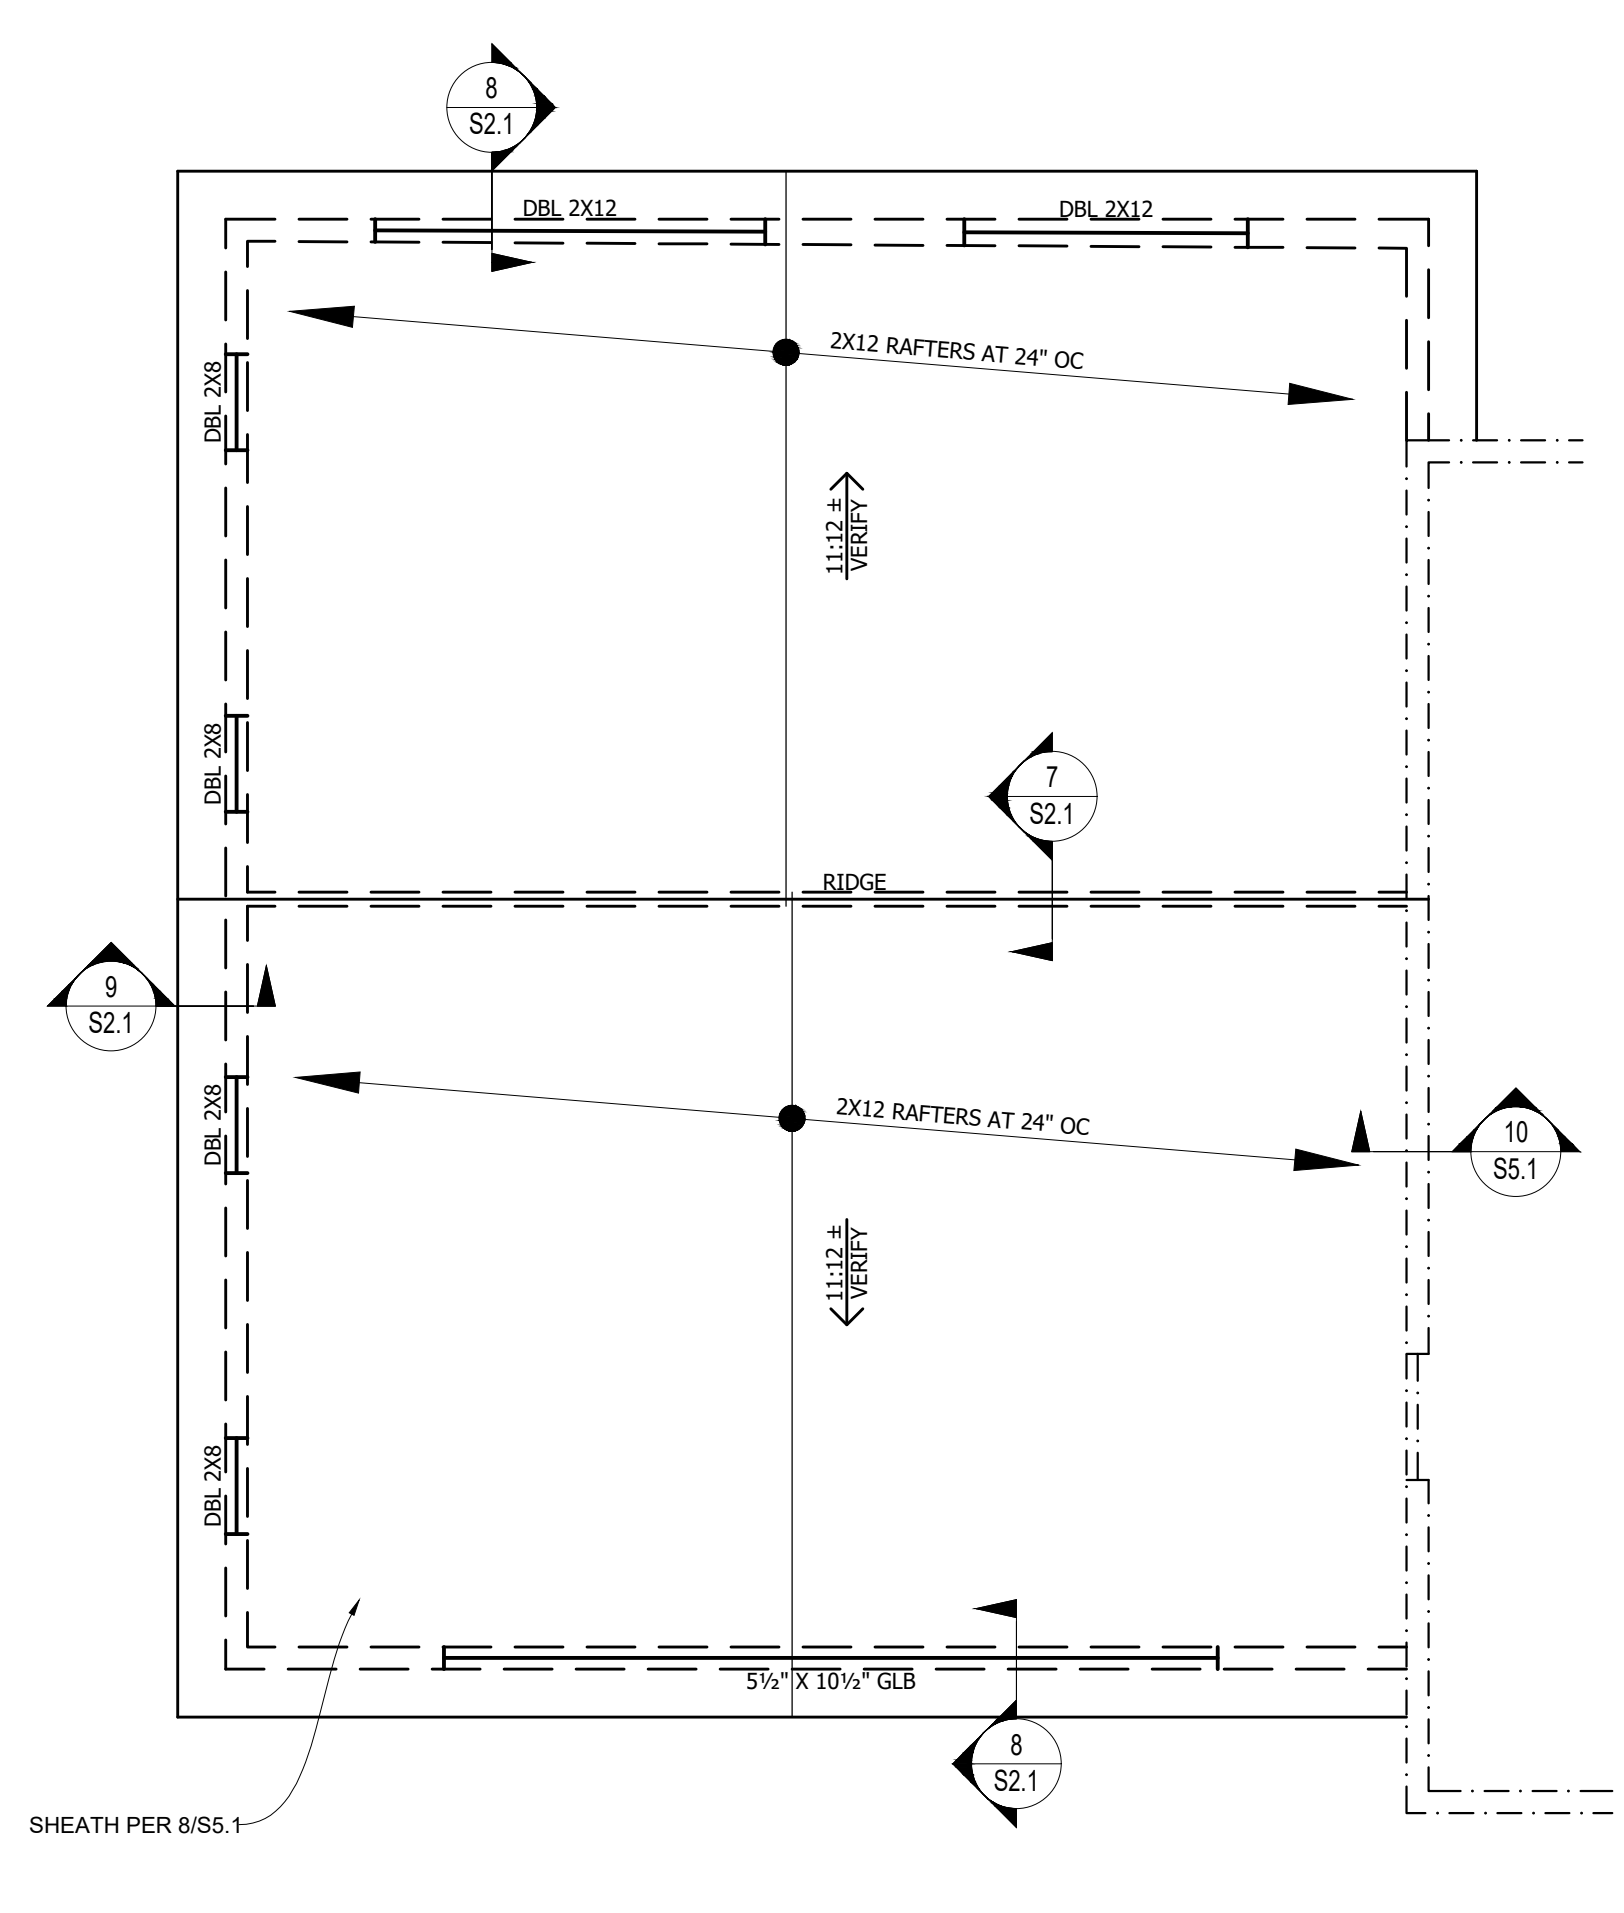 8
S2.1
DBL 2X12
DBL 2X12
2X12 RAFTERS AT 24" OC
DBL 2X8
11:12 ±
VERIFY
DBL 2X8
7
S2.1
RIDGE
9
S2.1
DBL 2X8
2X12 RAFTERS AT 24" OC
10
S5.1
11:12 ±
VERIFY
DBL 2X8
5½" X 10½" GLB
8
S2.1
SHEATH PER 8/S5.1